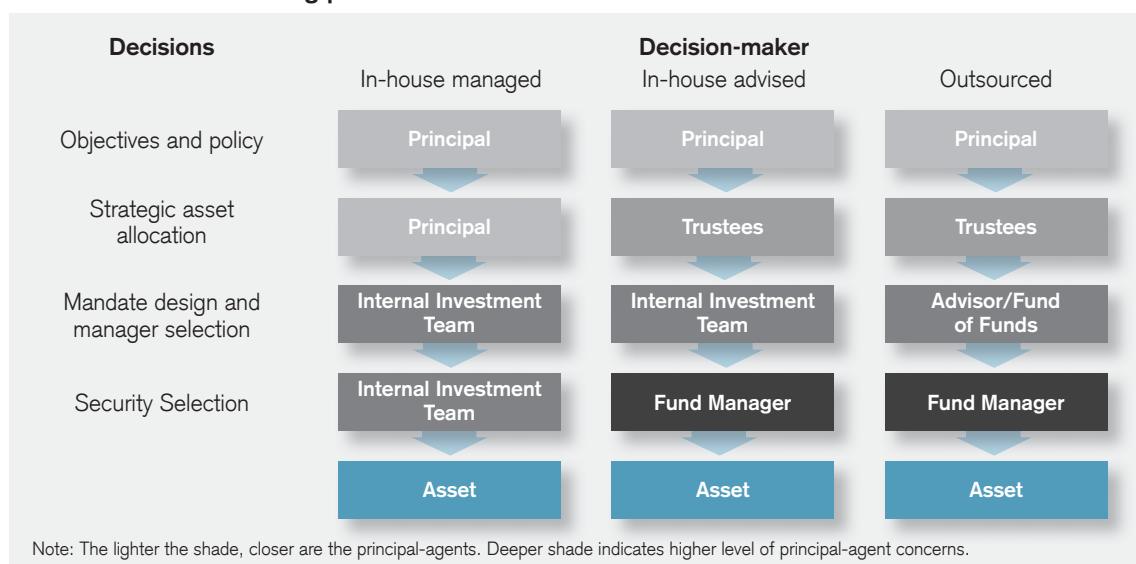 Decisions
Decision-maker
In-house managed
In-house advised
Outsourced
Objectives and policy
Principal
Principal
Principal
Strategic asset
allocation
Principal
Trustees
Trustees
Mandate design and
manager selection
Internal Investment
Team
Internal Investment
Team
Advisor/Fund
of Funds
Security Selection
Internal Investment
Team
Fund Manager
Fund Manager
Asset
Asset
Asset
Note: The lighter the shade, closer are the principal-agents. Deeper shade indicates higher level of principal-agent concerns.